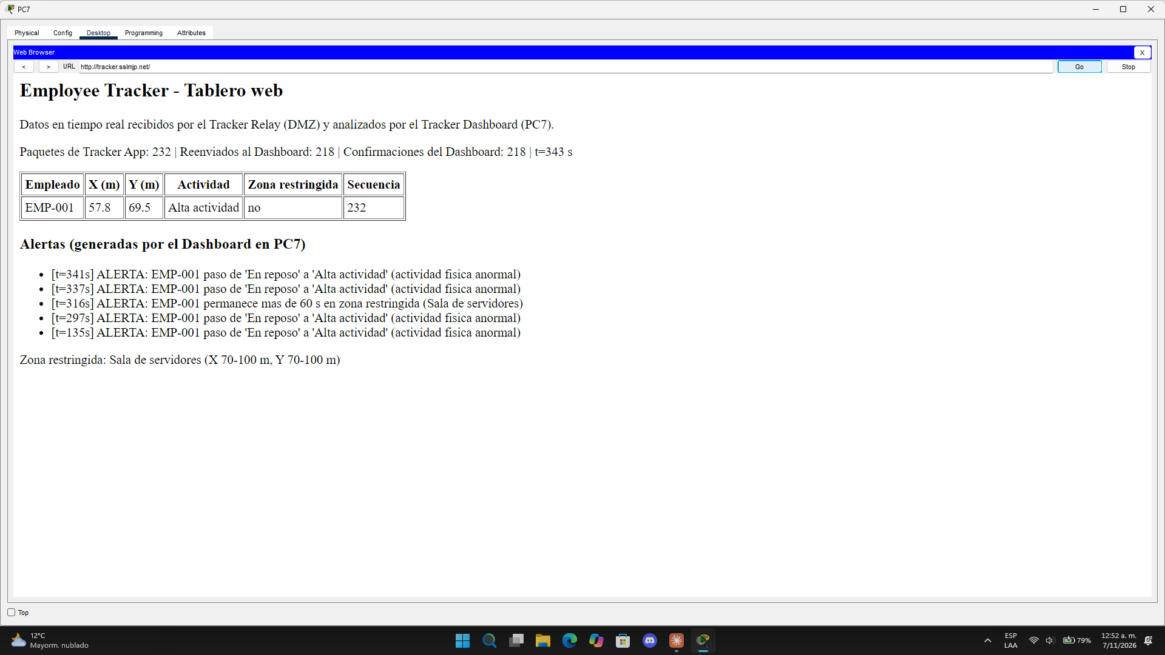 PC7
Physical Config Desktop Programming Attributes
Web Browser X
< > URL http://tracker.sslmjp.net/ Go Stop
Employee Tracker - Tablero web
Datos en tiempo real recibidos por el Tracker Relay (DMZ) y analizados por el Tracker Dashboard (PC7).
Paquetes de Tracker App: 232 | Reenviados al Dashboard: 218 | Confirmaciones del Dashboard: 218 | t=343 s
Empleado X (m) Y (m) Actividad Zona restringida Secuencia
EMP-001 57.8 69.5 Alta actividad no 232
Alertas (generadas por el Dashboard en PC7)
[t=341s] ALERTA: EMP-001 paso de 'En reposo' a 'Alta actividad' (actividad fisica anormal)
[t=337s] ALERTA: EMP-001 paso de 'En reposo' a 'Alta actividad' (actividad fisica anormal)
[t=316s] ALERTA: EMP-001 permanece mas de 60 s en zona restringida (Sala de servidores)
[t=297s] ALERTA: EMP-001 paso de 'En reposo' a 'Alta actividad' (actividad fisica anormal)
[t=135s] ALERTA: EMP-001 paso de 'En reposo' a 'Alta actividad' (actividad fisica anormal)
Zona restringida: Sala de servidores (X 70-100 m, Y 70-100 m)
Top
12°C
Mayorm. nublado
ESP
LAA
79%
12:52 a. m.
7/11/2026